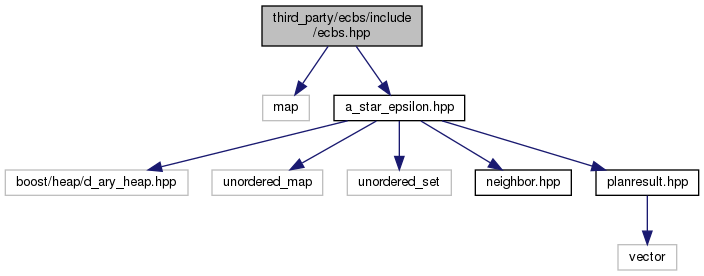 third_party/ecbs/include
/ecbs.hpp
map
a_star_epsilon.hpp
boost/heap/d_ary_heap.hpp
unordered_map
unordered_set
neighbor.hpp
planresult.hpp
vector